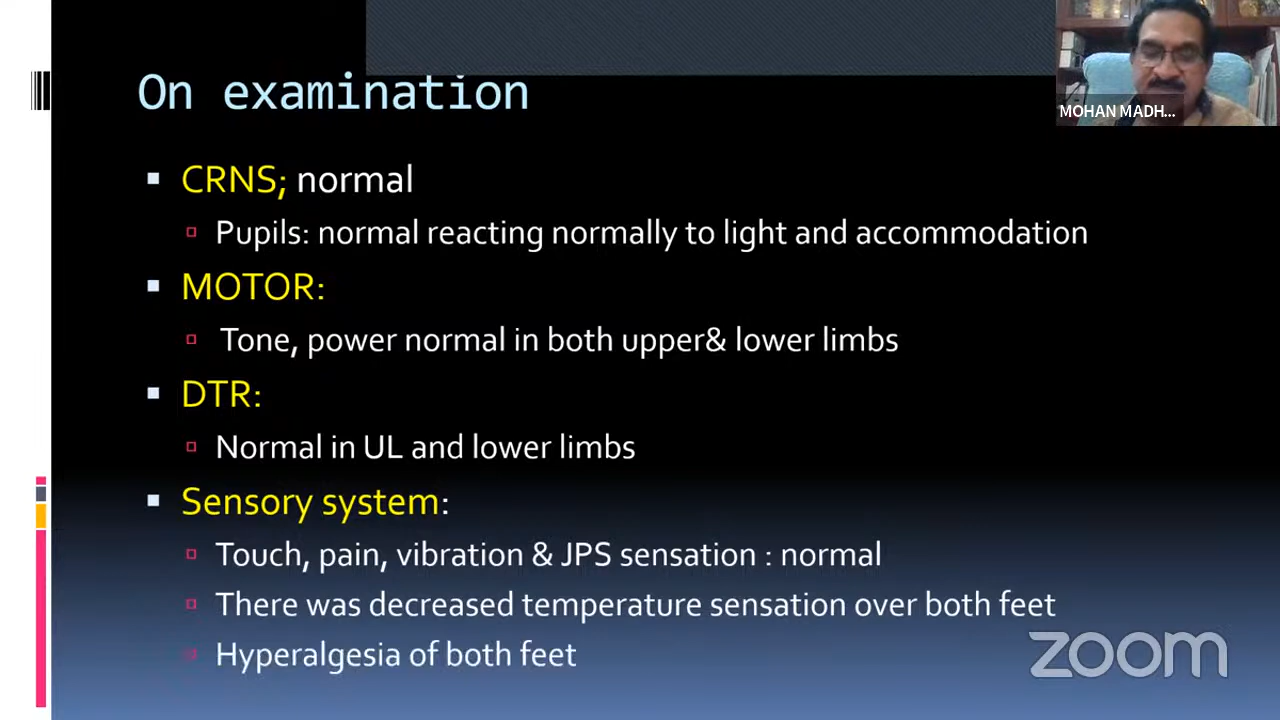 On examination
MOHAN MADH...
CRNS; normal
Pupils: normal reacting normally to light and accommodation
MOTOR:
Tone, power normal in both upper& lower limbs
DTR:
Normal in UL and lower limbs
Sensory system:
Touch, pain, vibration & JPS sensation : normal
There was decreased temperature sensation over both feet
Hyperalgesia of both feet
zoom